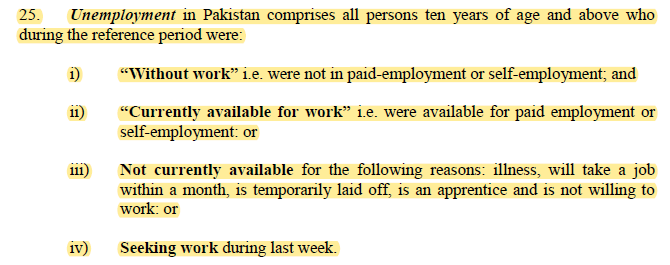 25. Unemployment in Pakistan comprises all persons ten years of age and above who
during the reference period were:
i) “Without work” i.e. were not in paid-employment or self-employment; and
ii) “Currently available for work” i.e. were available for paid employment or
self-employment: or
iii) Not currently available for the following reasons: illness, will take a job
within a month, is temporarily laid off, is an apprentice and is not willing to
work: or
iv) Seeking work during last week.